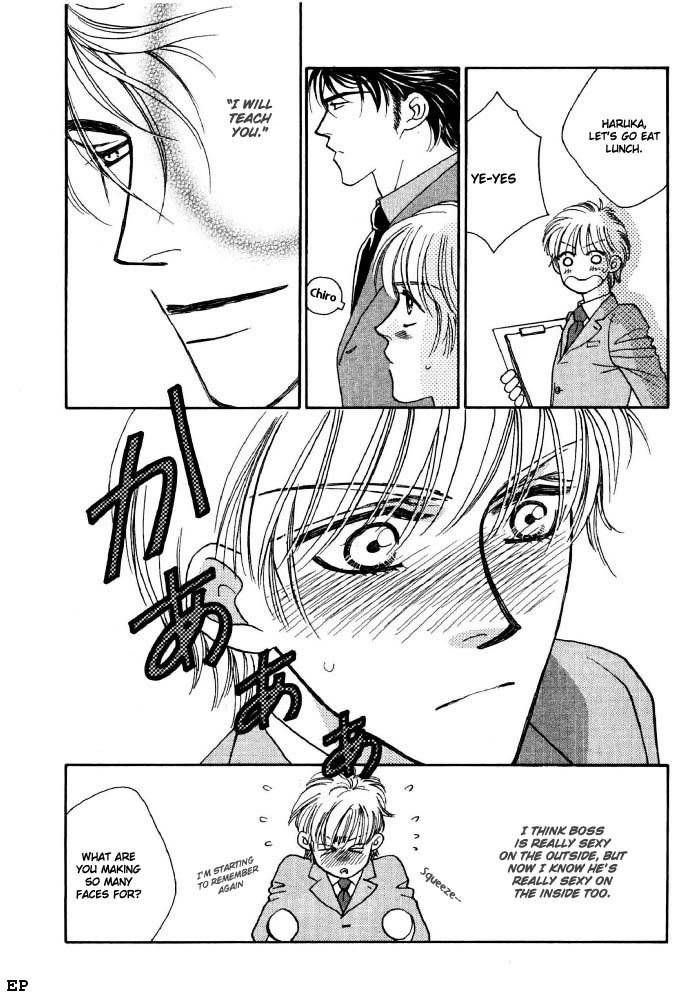 HARUKA,
LET'S GO EAT
LUNCH.
YE-YES
Chiro
"I WILL
TEACH
YOU."
かあああ
I THINK BOSS
IS REALLY SEXY
ON THE OUTSIDE, BUT
NOW I KNOW HE'S
REALLY SEXY ON
THE INSIDE TOO.
Squeeze--
I'M STARTING
TO REMEMBER
AGAIN
WHAT ARE
YOU MAKING
SO MANY
FACES FOR?
EP